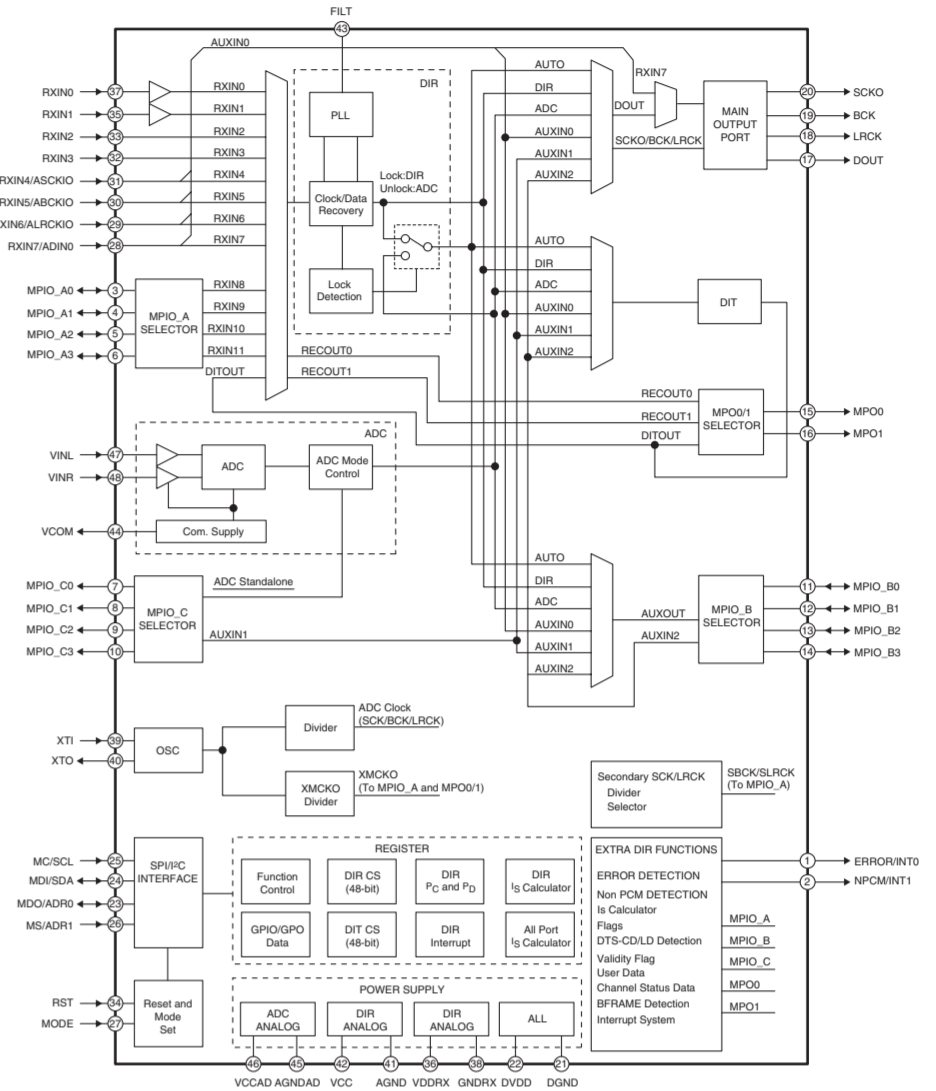 FILT
43
AUXIN0
RXIN0 37 RXIN0
RXIN1 35 RXIN1
RXIN2 33 RXIN2
RXIN3 32 RXIN3
RXIN4/ASCKIO 31 RXIN4
RXIN5/ABCKIO 30 RXIN5
XIN6/ALRCKIO 29 RXIN6
RXIN7/ADIN0 28 RXIN7
MPIO_A0 3 RXIN8
MPIO_A1 4 RXIN9
MPIO_A2 5 RXIN10
MPIO_A3 6 RXIN11
MPIO_A
SELECTOR
DITOUT
RECOUT0
RECOUT1
DIR
PLL
Clock/Data
Recovery
Lock:DIR
Unlock:ADC
Lock
Detection
AUTO
DIR
ADC
AUXIN0
AUXIN1
AUXIN2
RXIN7
DOUT
SCKO/BCK/LRCK
MAIN
OUTPUT
PORT
20 SCKO
19 BCK
18 LRCK
17 DOUT
AUTO
DIR
ADC
AUXIN0
AUXIN1
AUXIN2
DIT
RECOUT0
RECOUT1
DITOUT
MPO0/1
SELECTOR
15 MPO0
16 MPO1
ADC
VINL 47
VINR 48
ADC
ADC Mode
Control
VCOM 44
Com. Supply
MPIO_C0 7
MPIO_C1 8
MPIO_C2 9
MPIO_C3 10
MPIO_C
SELECTOR
ADC Standalone
AUXIN1
AUTO
DIR
ADC
AUXIN0
AUXIN1
AUXIN2
AUXOUT
AUXIN2
MPIO_B
SELECTOR
11 MPIO_B0
12 MPIO_B1
13 MPIO_B2
14 MPIO_B3
XTI 39
XTO 40
OSC
Divider
ADC Clock
(SCK/BCK/LRCK)
XMCKO
Divider
XMCKO
(To MPIO_A and MPO0/1)
Secondary SCK/LRCK
Divider
Selector
SBCK/SLRCK
(To MPIO_A)
MC/SCL 25
MDI/SDA 24
MDO/ADR0 23
MS/ADR1 26
SPI/I²C
INTERFACE
RST 34
MODE 27
Reset and
Mode
Set
REGISTER
Function
Control
DIR CS
(48-bit)
DIR
PC and PD
DIR
IS Calculator
GPIO/GPO
Data
DIT CS
(48-bit)
DIR
Interrupt
All Port
IS Calculator
POWER SUPPLY
ADC
ANALOG
DIR
ANALOG
DIR
ANALOG
ALL
46 45 42 41 36 38 22 21
VCCAD AGNDAD VCC AGND VDDRX GNDRX DVDD DGND
EXTRA DIR FUNCTIONS
ERROR DETECTION
Non PCM DETECTION
Is Calculator
Flags
DTS-CD/LD Detection
Validity Flag
User Data
Channel Status Data
BFRAME Detection
Interrupt System
MPIO_A
MPIO_B
MPIO_C
MPO0
MPO1
1 ERROR/INT0
2 NPCM/INT1